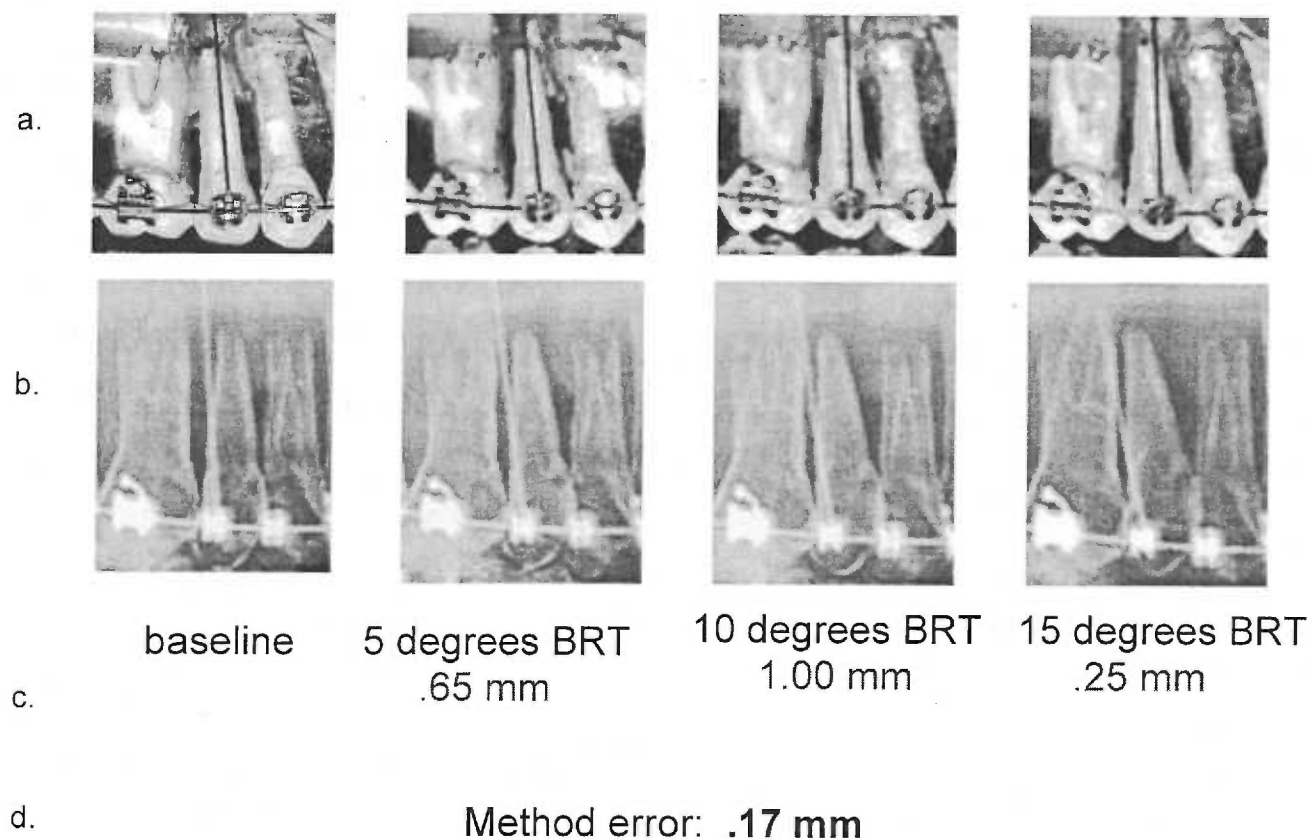 a.
b.
baseline
5 degrees BRT
.65 mm
10 degrees BRT
1.00 mm
15 degrees BRT
.25 mm
c.
d.
Method error: .17 mm